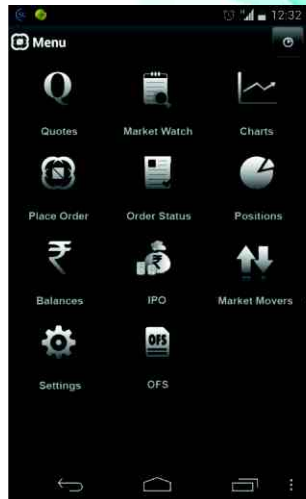 12:32
Menu
Q
Quotes
Market Watch
Charts
Place Order
Order Status
Positions
₹
₹
Balances
IPO
Market Movers
OFS
Settings
OFS